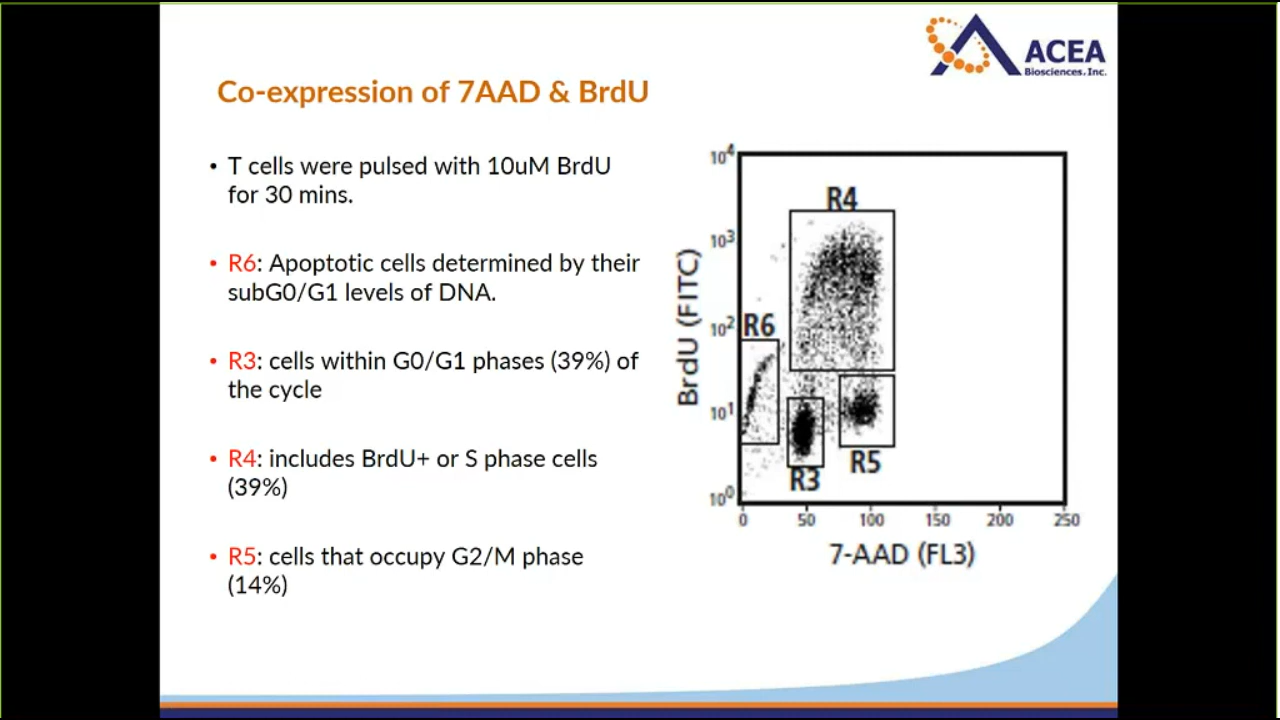 ACEA
Biosciences, Inc.
Co-expression of 7AAD & BrdU
• T cells were pulsed with 10uM BrdU
for 30 mins.
• R6: Apoptotic cells determined by their
subG0/G1 levels of DNA.
• R3: cells within G0/G1 phases (39%) of
the cycle
• R4: includes BrdU+ or S phase cells
(39%)
• R5: cells that occupy G2/M phase
(14%)
BrdU (FITC)
10⁴
10³
10²
10¹
10⁰
R4
R6
R5
R3
0 50 100 150 200 250
7-AAD (FL3)